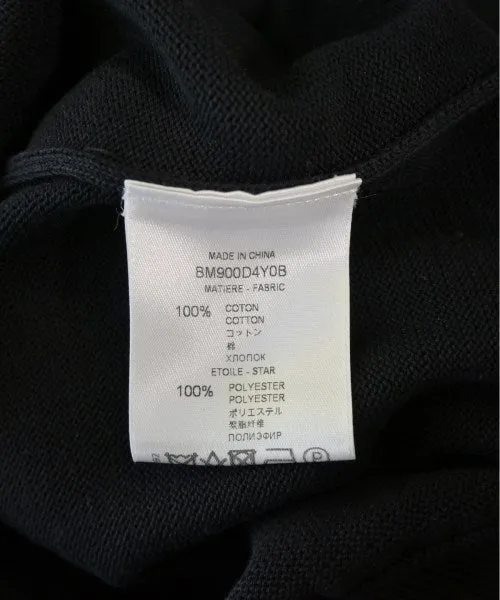 MADE IN CHINA
BM900D4Y0B
MATIERE - FABRIC
100% COTON
COTTON
コットン
棉
ХЛОПОК
ETOILE - STAR
100% POLYESTER
POLYESTER
ポリエステル
聚脂纤维
ПОЛИЭФИР